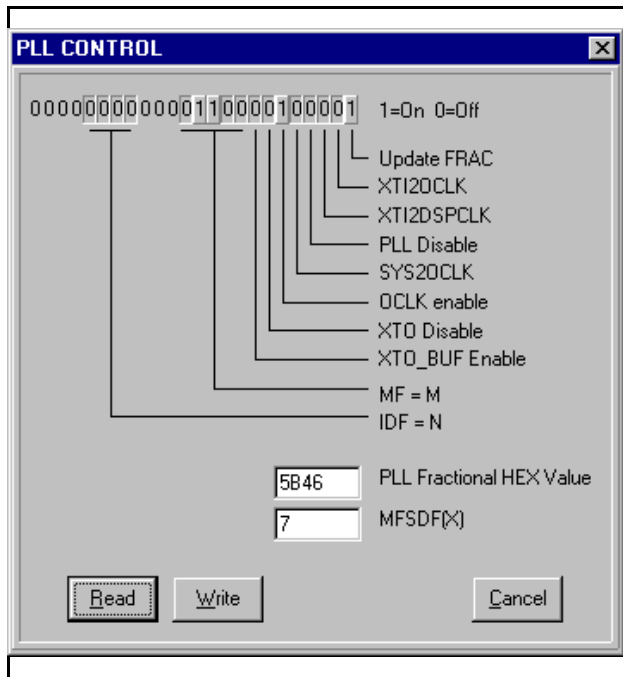 PLL CONTROL
000000000000110000100001 1=On 0=Off
Update FRAC
XTI2OCLK
XTI2DSPCLK
PLL Disable
SYS2OCLK
OCLK enable
XTO Disable
XTO_BUF Enable
MF = M
IDF = N
5B46 PLL Fractional HEX Value
7 MFSDF(X)
Read Write Cancel